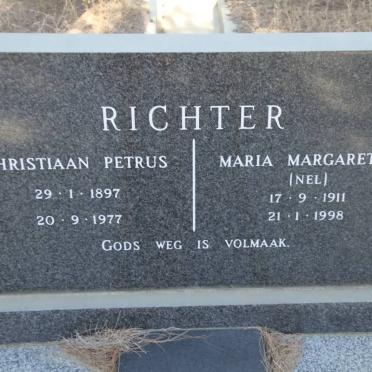 RICHTER
HRISTIAAN PETRUS
29 · 1 · 1897
20 · 9 · 1977
MARIA MARGARET
(NEL)
17 · 9 · 1911
21 · 1 · 1998
GODS WEG IS VOLMAAK.